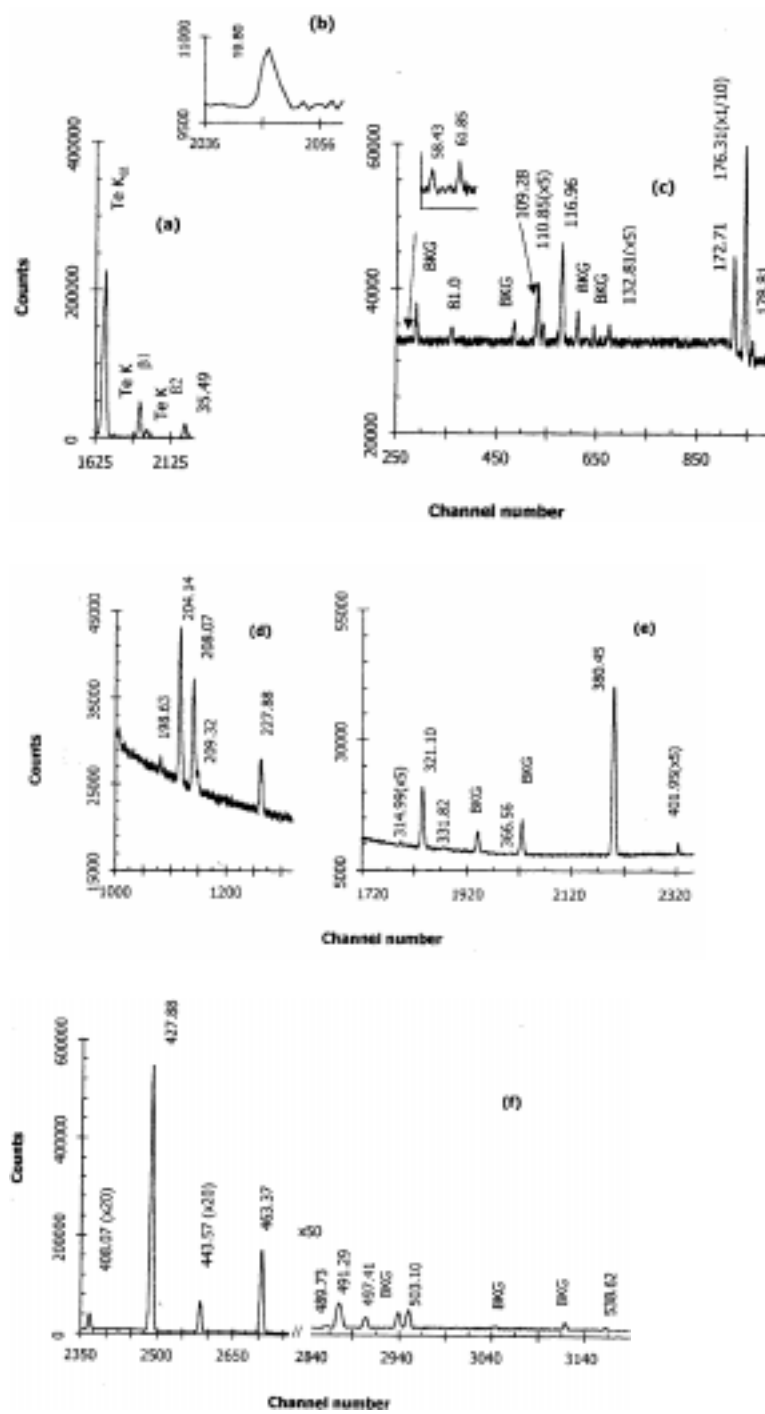 (b)
19.80
11000
9500
2036
2056
400000
200000
0
Counts
Te Kα
(a)
Te K β1
Te K β2
35.49
1625
2125
60000
40000
20000
58.43
61.85
109.28
110.85(x5)
116.96
(c)
176.31(x1/10)
172.71
178.81
BKG
81.0
BKG
BKG
BKG
132.81(x5)
250
450
650
850
Channel number
45000
35000
25000
15000
Counts
198.63
204.14
208.07
209.32
227.88
(d)
1000
1200
55000
30000
5000
314.99(x5)
321.10
331.82
BKG
366.56
BKG
380.45
401.95(x5)
(e)
1720
1920
2120
2320
Channel number
600000
400000
200000
0
Counts
408.07 (x20)
427.88
443.57 (x20)
463.37
x50
489.73
491.29
497.41
BKG
503.10
BKG
BKG
538.62
(f)
2350
2500
2650
//
2840
2940
3040
3140
Channel number